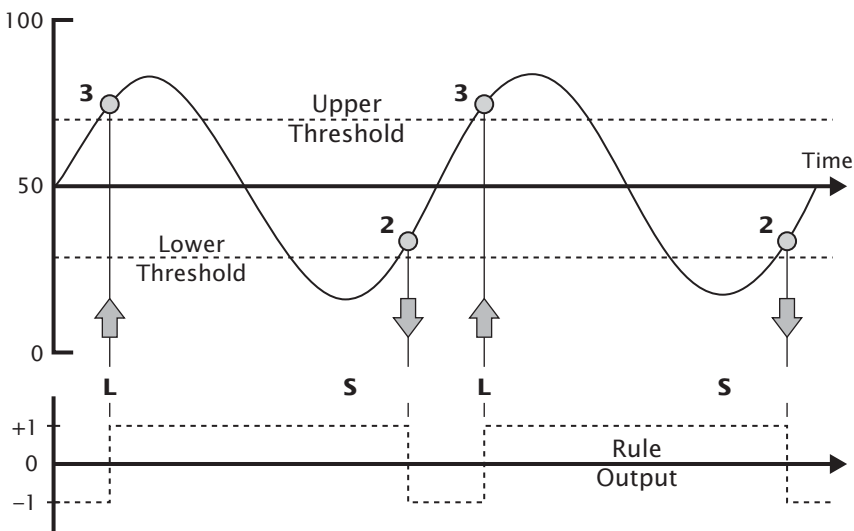 100
3
3
Upper
Threshold
Time
50
2
2
Lower
Threshold
0
L
S
L
S
+1
Rule
0
Output
−1